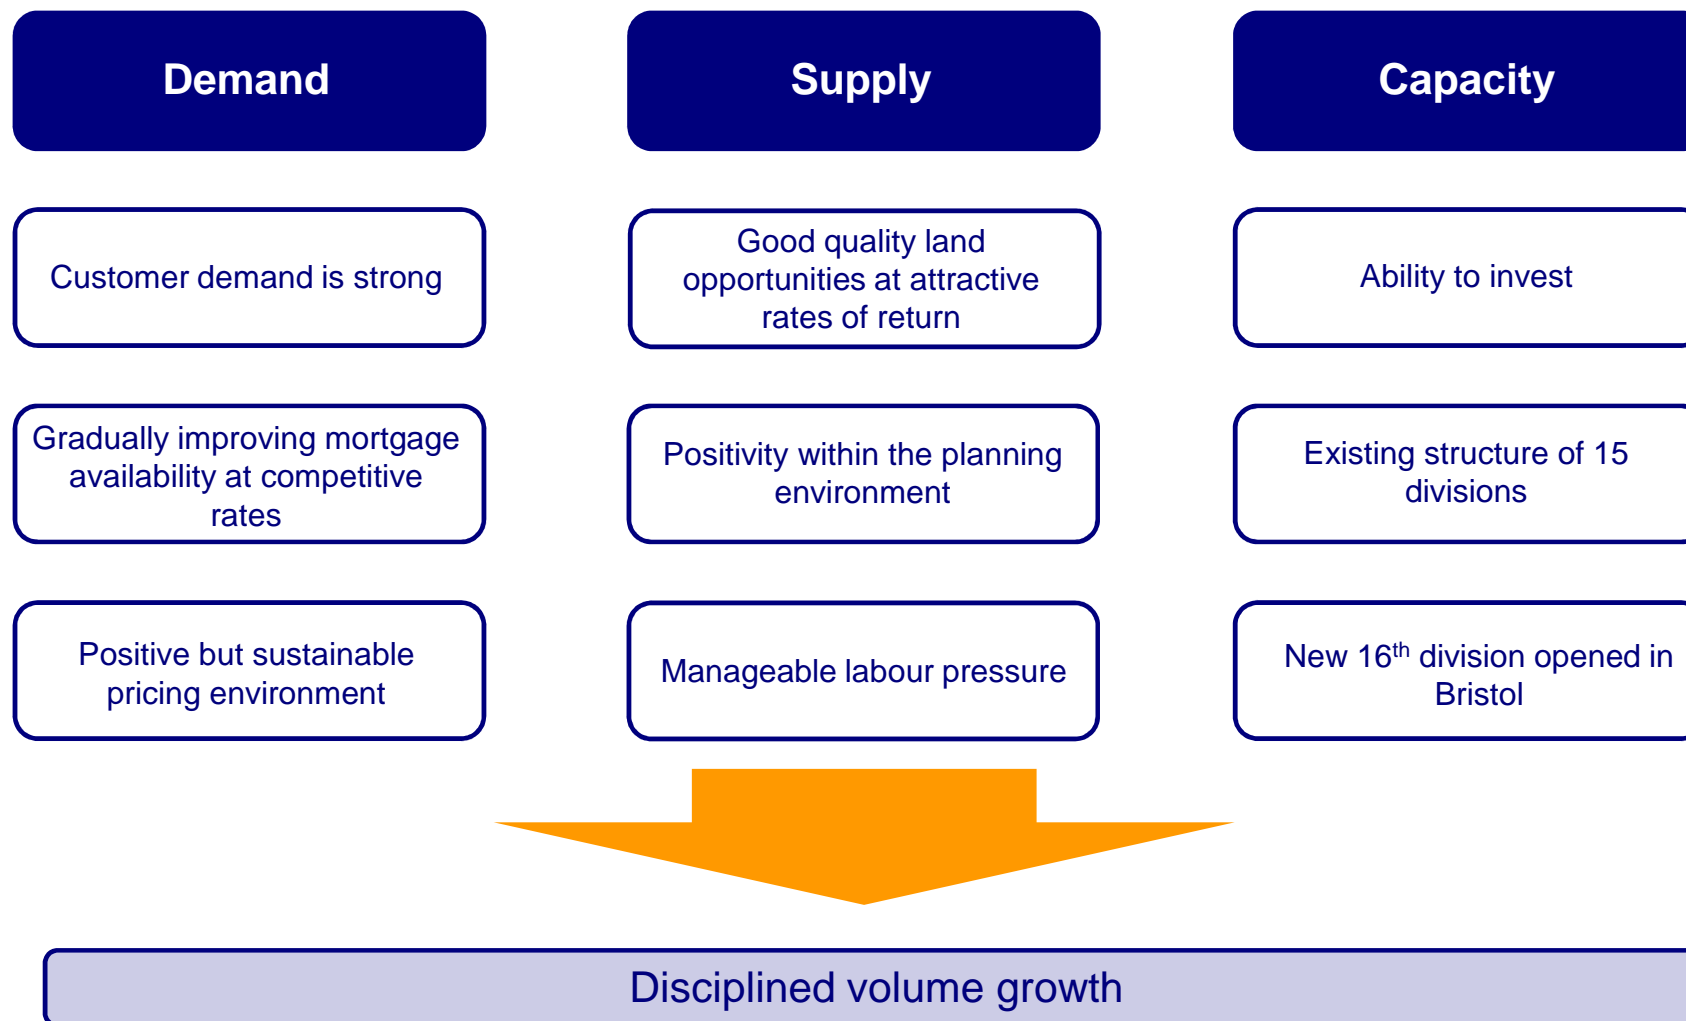 Demand
Supply
Capacity
Customer demand is strong
Good quality land
opportunities at attractive
rates of return
Ability to invest
Gradually improving mortgage
availability at competitive
rates
Positivity within the planning
environment
Existing structure of 15
divisions
Positive but sustainable
pricing environment
Manageable labour pressure
New 16th division opened in
Bristol
Disciplined volume growth